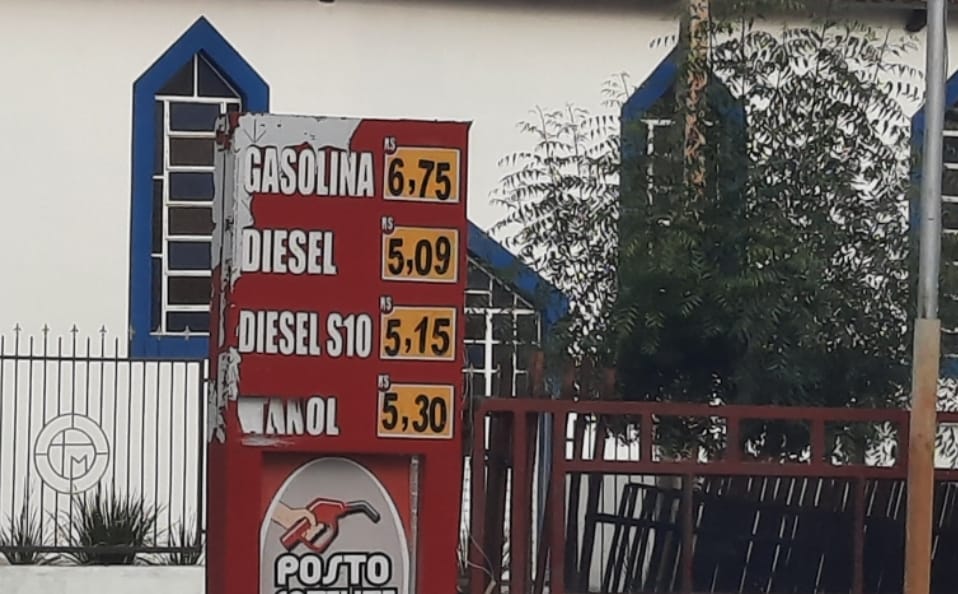 GASOLINA R$ 6,75
DIESEL R$ 5,09
DIESEL S10 R$ 5,15
ANOL R$ 5,30
POSTO